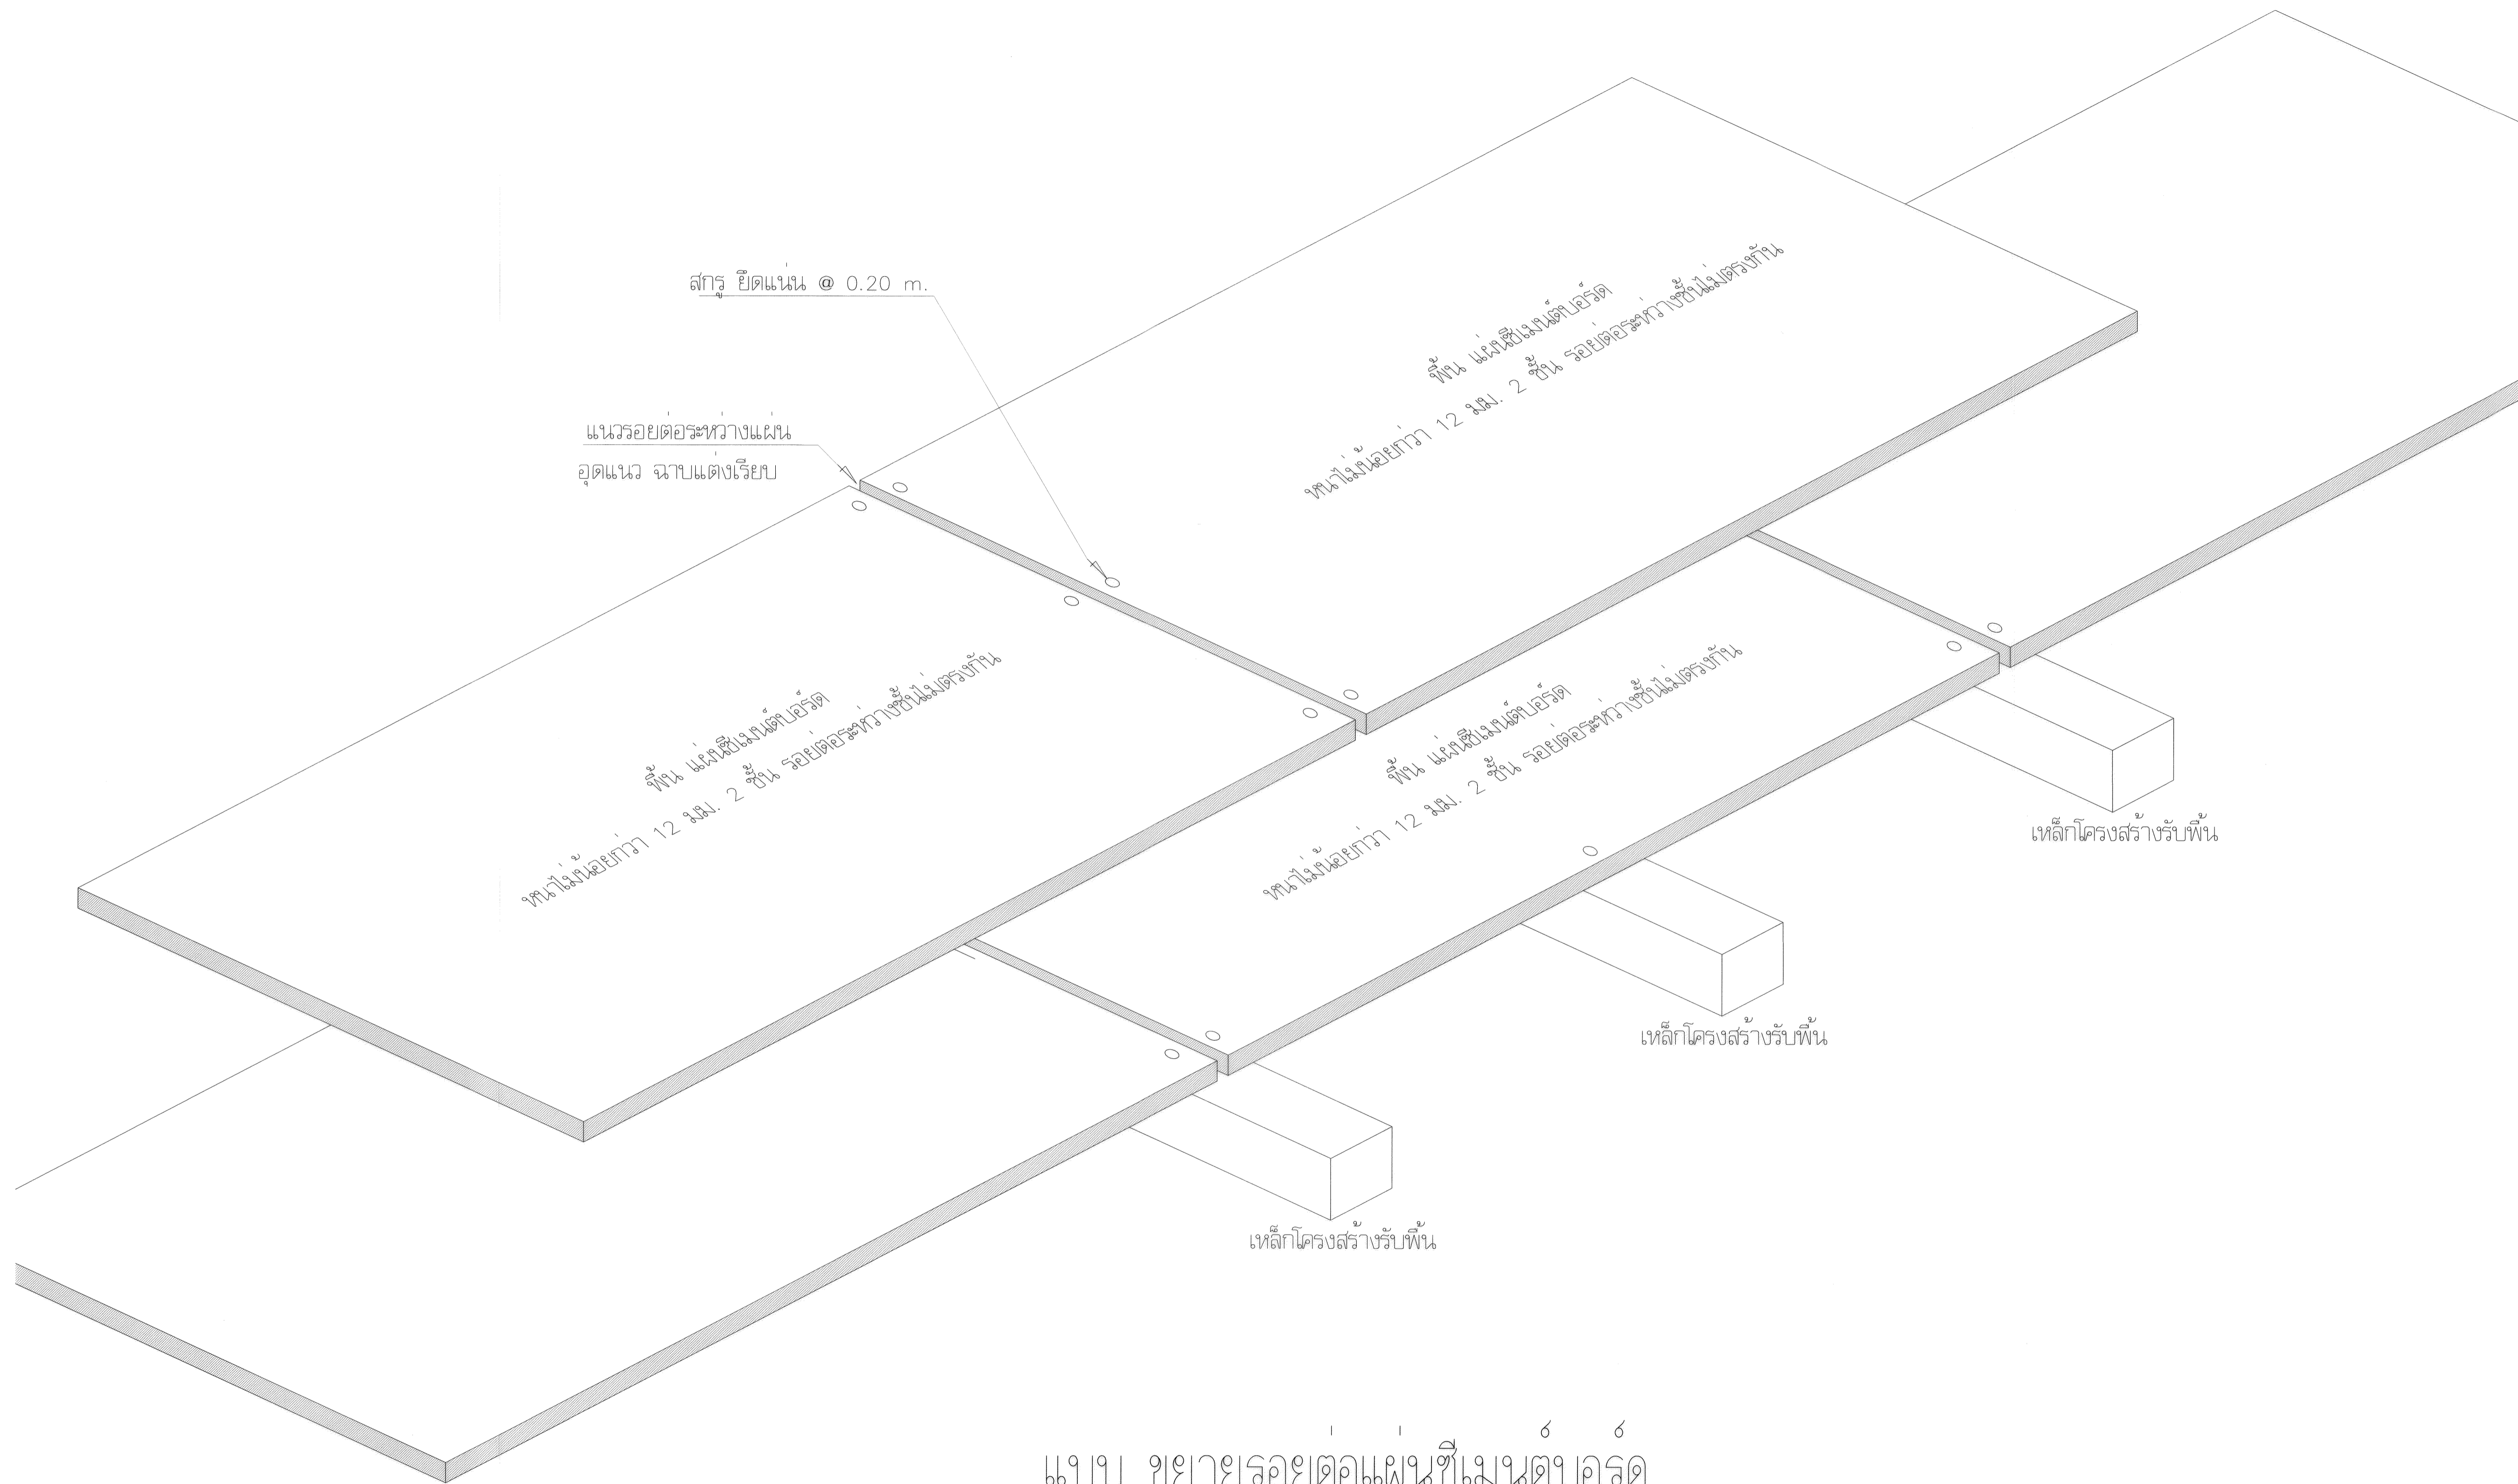 สกรู ยึดแน่น @ 0.20 m.
แนวรอยต่อระหว่างแผ่น
อุดแนว ฉาบแต่งเรียบ
พื้น แผ่นซีเมนต์บอร์ด
หนาไม่น้อยกว่า 12 มม. 2 ชั้น รอยต่อระหว่างชั้นไม่ตรงกัน
พื้น แผ่นซีเมนต์บอร์ด
หนาไม่น้อยกว่า 12 มม. 2 ชั้น รอยต่อระหว่างชั้นไม่ตรงกัน
พื้น แผ่นซีเมนต์บอร์ด
หนาไม่น้อยกว่า 12 มม. 2 ชั้น รอยต่อระหว่างชั้นไม่ตรงกัน
เหล็กโครงสร้างรับพื้น
เหล็กโครงสร้างรับพื้น
เหล็กโครงสร้างรับพื้น
แบบ ขยายรอยต่อแผ่นซีเมนต์บอร์ด